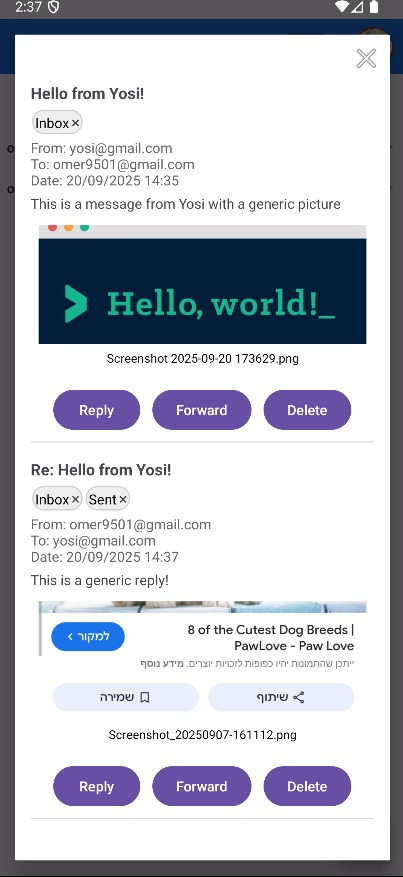 2:37
Hello from Yosi!
Inbox ×
From: yosi@gmail.com
To: omer9501@gmail.com
Date: 20/09/2025 14:35
This is a message from Yosi with a generic picture
Hello, world!_
Screenshot 2025-09-20 173629.png
Reply Forward Delete
Re: Hello from Yosi!
Inbox × Sent ×
From: omer9501@gmail.com
To: yosi@gmail.com
Date: 20/09/2025 14:37
This is a generic reply!
8 of the Cutest Dog Breeds |
PawLove - Paw Love
למקור
ייתכן שהתמונות יהיו כפופות לזכויות יוצרים. מידע נוסף
שיתוף שמירה
Screenshot_20250907-161112.png
Reply Forward Delete